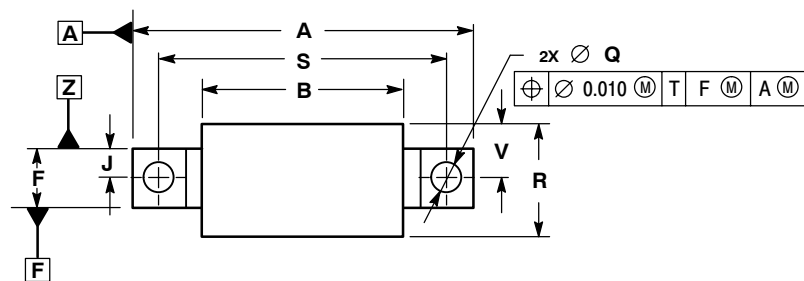 A
A
S
2X ∅ Q
Z
B
⌖ ∅ 0.010 Ⓜ T F Ⓜ A Ⓜ
V
J
F
R
F